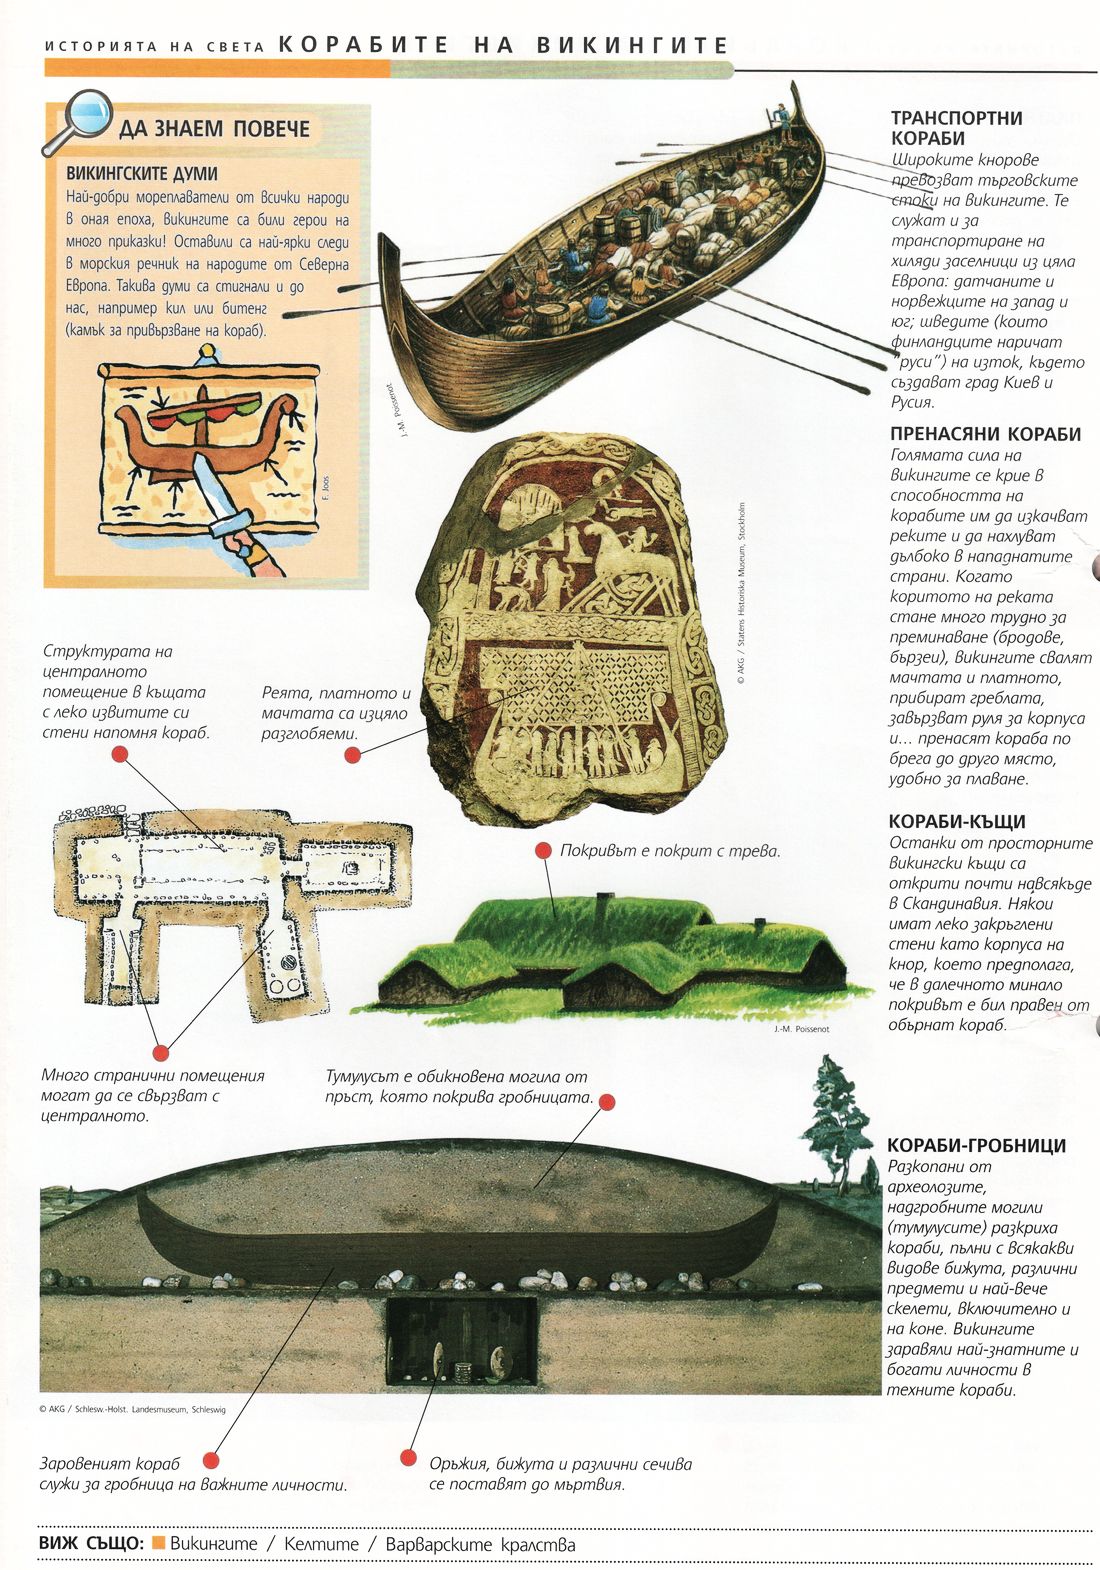 ИСТОРИЯТА НА СВЕТА КОРАБИТЕ НА ВИКИНГИТЕ
ДА ЗНАЕМ ПОВЕЧЕ
ВИКИНГСКИТЕ ДУМИ
Най-добри мореплаватели от всички народи
в оная епоха, викингите са били герои на
много приказки! Оставили са най-ярки следи
в морския речник на народите от Северна
Европа. Такива думи са стигнали и до
нас, например кил или битенг
(камък за привързване на кораб).
F. Joos
J.-M. Poissenot
ТРАНСПОРТНИ
КОРАБИ
Широките кнорове
превозват търговските
стоки на викингите. Те
служат и за
транспортиране на
хиляди заселници из цяла
Европа: датчаните и
норвежците на запад и
юг; шведите (които
финландците наричат
"руси") на изток, където
създават град Киев и
Русия.
ПРЕНАСЯНИ КОРАБИ
Голямата сила на
викингите се крие в
способността на
корабите им да изкачват
реките и да нахлуват
дълбоко в нападнатите
страни. Когато
коритото на реката
стане много трудно за
преминаване (бродове,
бързеи), викингите свалят
мачтата и платното,
прибират греблата,
завързват руля за корпуса
и... пренасят кораба по
брега до друго място,
удобно за плаване.
© AKG / Statens Historiska Museum, Stockholm
Структурата на
централното
помещение в къщата
с леко извитите си
стени напомня кораб.
Реята, платното и
мачтата са изцяло
разглобяеми.
Покривът е покрит с трева.
J.-M. Poissenot
КОРАБИ-КЪЩИ
Останки от просторните
викингски къщи са
открити почти навсякъде
в Скандинавия. Някои
имат леко закръглени
стени като корпуса на
кнор, което предполага,
че в далечното минало
покривът е бил правен от
обърнат кораб.
Много странични помещения
могат да се свързват с
централното.
Тумулусът е обикновена могила от
пръст, която покрива гробницата.
КОРАБИ-ГРОБНИЦИ
Разкопани от
археолозите,
надгробните могили
(тумулусите) разкриха
кораби, пълни с всякакви
видове бижута, различни
предмети и най-вече
скелети, включително и
на коне. Викингите
заравяли най-знатните и
богати личности в
техните кораби.
© AKG / Schlesw.-Holst. Landesmuseum, Schleswig
Заровеният кораб
служи за гробница на важните личности.
Оръжия, бижута и различни сечива
се поставят до мъртвия.
ВИЖ СЪЩО: Викингите / Келтите / Варварските кралства